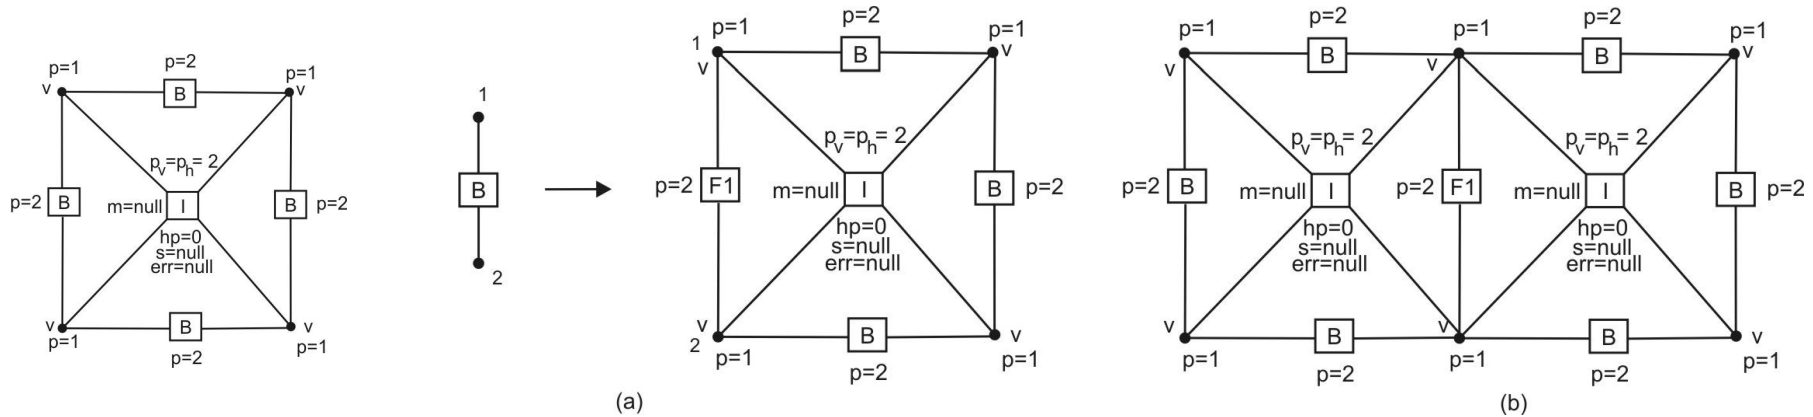 p=2
p=1 p=1
v B v
p_v=p_h= 2
p=2 B m=null I B p=2
hp=0
s=null
err=null
v B v
p=1 p=2 p=1
1
B
2
p=2
p=1 p=1
1 B v
v
p_v=p_h= 2
p=2 F1 m=null I B p=2
hp=0
s=null
err=null
v B v
2 p=1 p=2 p=1
(a)
p=2 p=2
p=1 p=1 p=1
v B v B v
p_v=p_h= 2 p_v=p_h= 2
p=2 B m=null I p=2 F1 m=null I B p=2
hp=0 hp=0
s=null s=null
err=null err=null
v B v B v
p=1 p=2 p=1 p=2 p=1
(b)